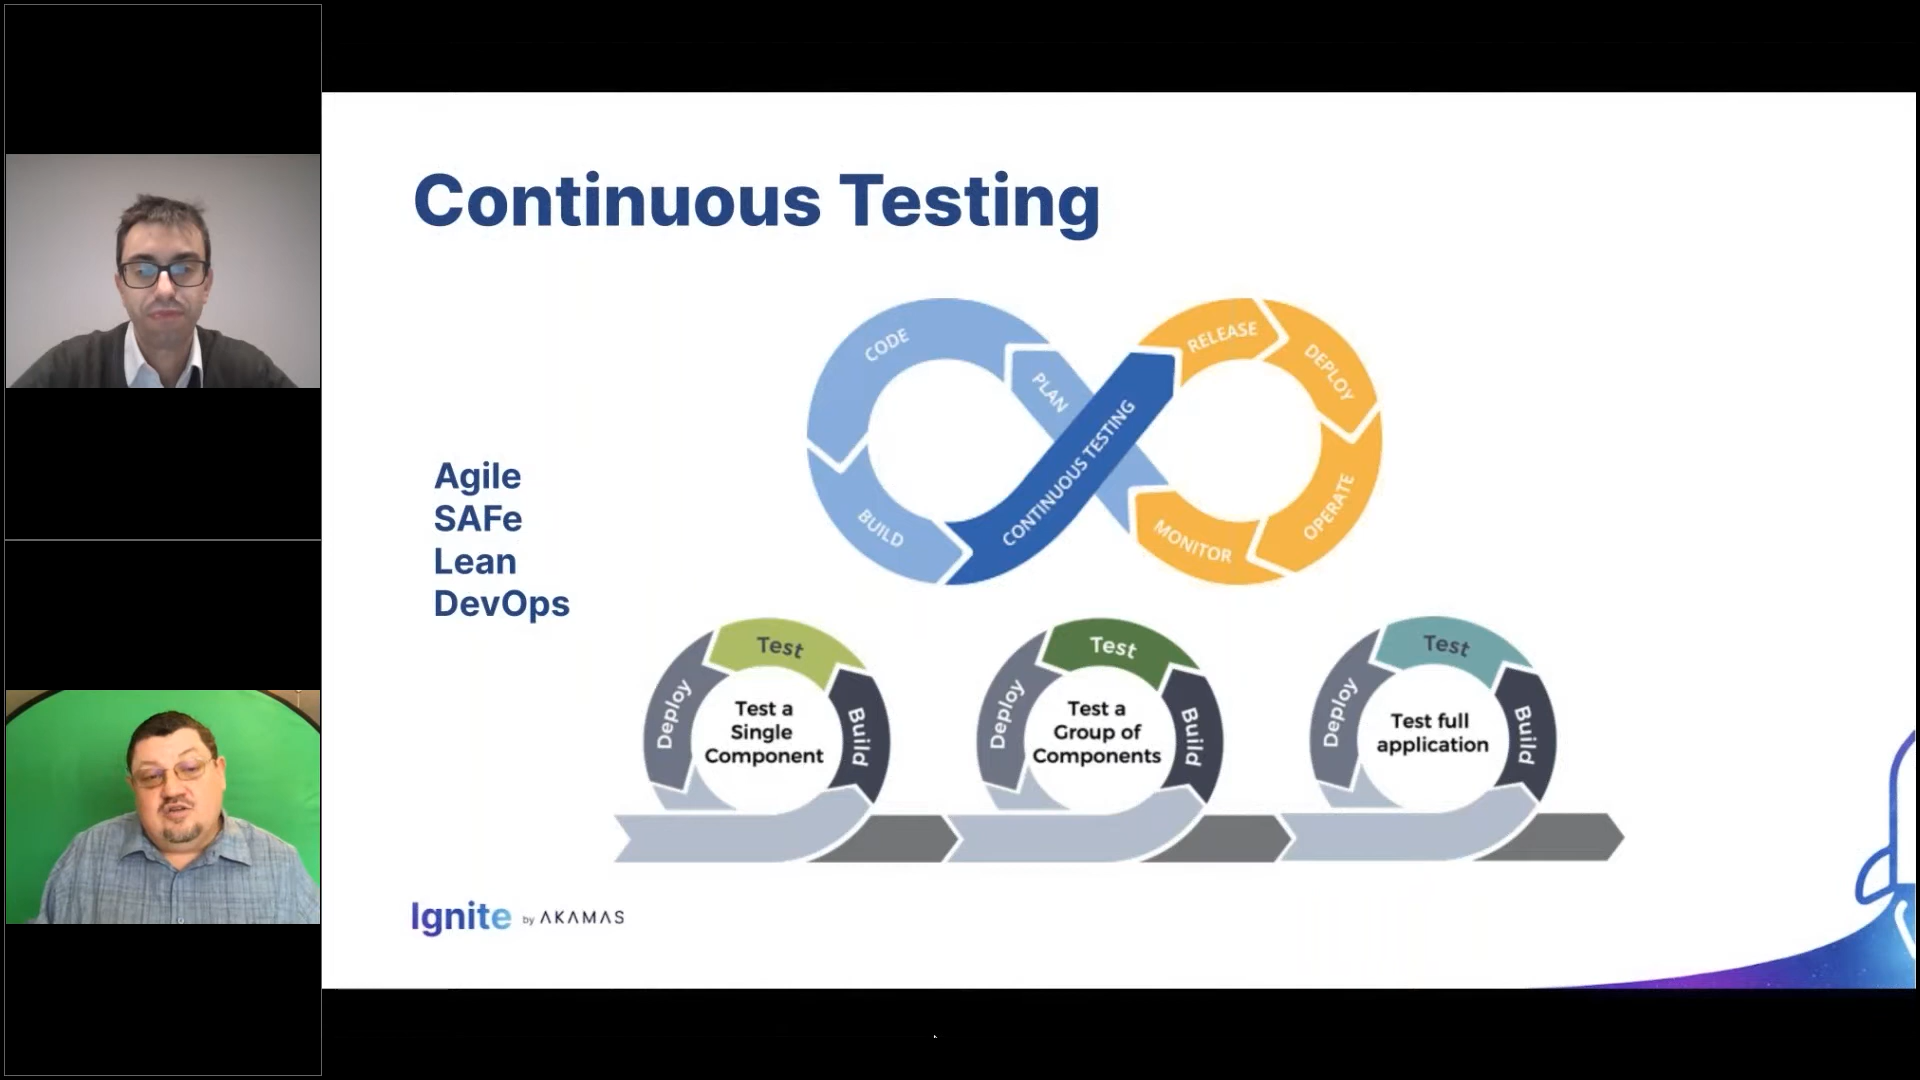 Continuous Testing
Agile
SAFe
Lean
DevOps
CODE
PLAN
BUILD
CONTINUOUS TESTING
RELEASE
DEPLOY
OPERATE
MONITOR
Test
Deploy
Build
Test a
Single
Component
Test
Deploy
Build
Test a
Group of
Components
Test
Deploy
Build
Test full
application
Ignite by AKAMAS